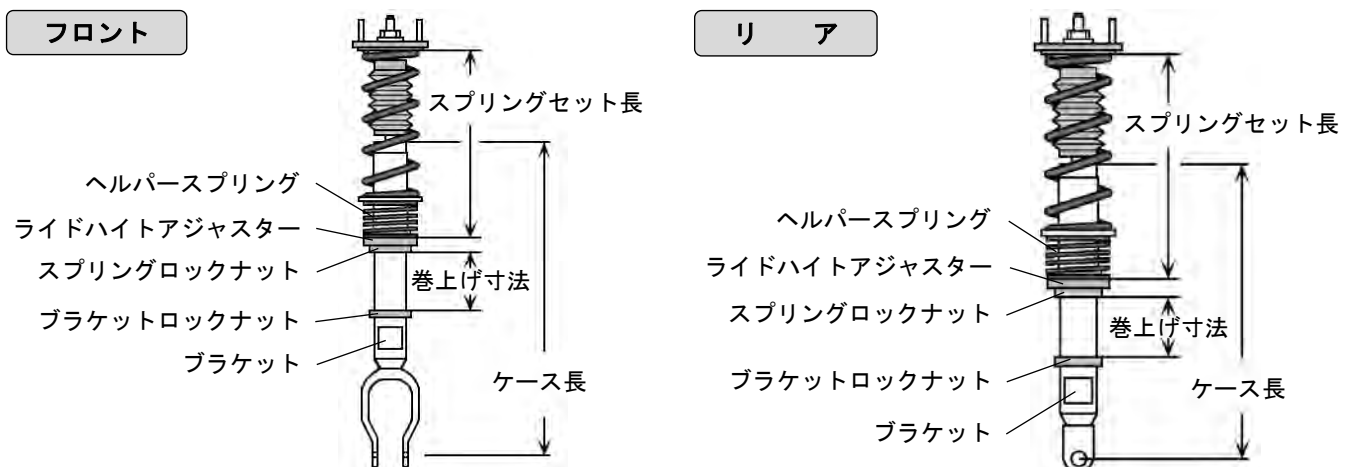 フロント
スプリングセット長
ヘルパースプリング
ライドハイトアジャスター
スプリングロックナット
巻上げ寸法
ブラケットロックナット
ブラケット
ケース長
リ ア
スプリングセット長
ヘルパースプリング
ライドハイトアジャスター
スプリングロックナット
巻上げ寸法
ブラケットロックナット
ケース長
ブラケット